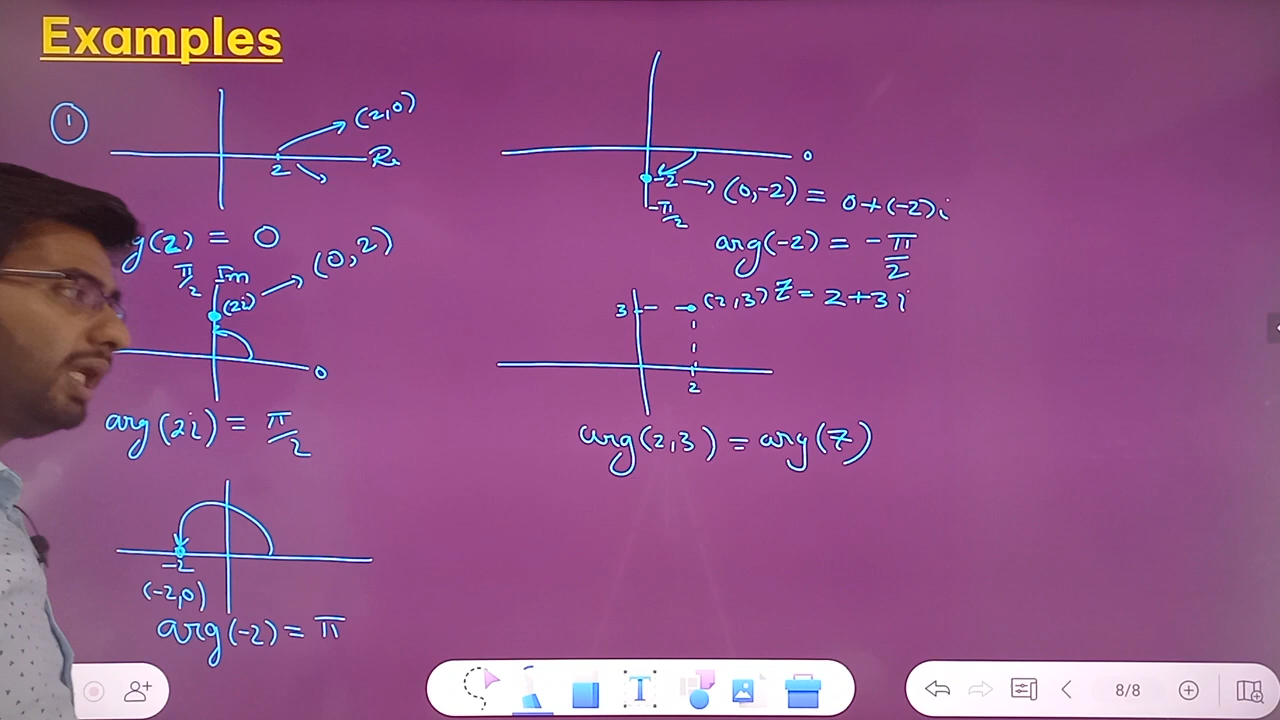 Examples
①
(2,0)
2
Re
g(2) = 0
π/2 Im
(2i)
(0,2)
0
arg(2i) = π/2
-2
(-2,0)
arg(-2) = π
0
-2 → (0,-2) = 0+(-2)i
-π/2
arg(-2) = -π/2
3
(2,3) Z = 2+3i
2
arg(2,3) = arg(Z)
T
8/8